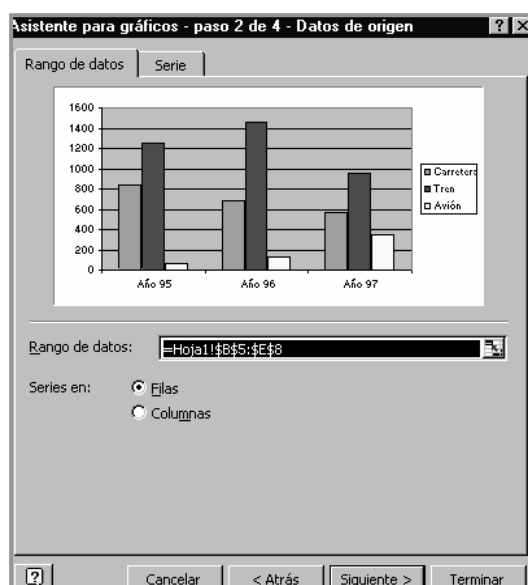 Asistente para gráficos - paso 2 de 4 - Datos de origen
Rango de datos
Serie
1600
1400
1200
1000
800
600
400
200
0
Año 95
Año 96
Año 97
Carretera
Tren
Avión
Rango de datos:
=Hoja1!$B$5:$E$8
Series en:
Filas
Columnas
Cancelar
< Atrás
Siguiente >
Terminar